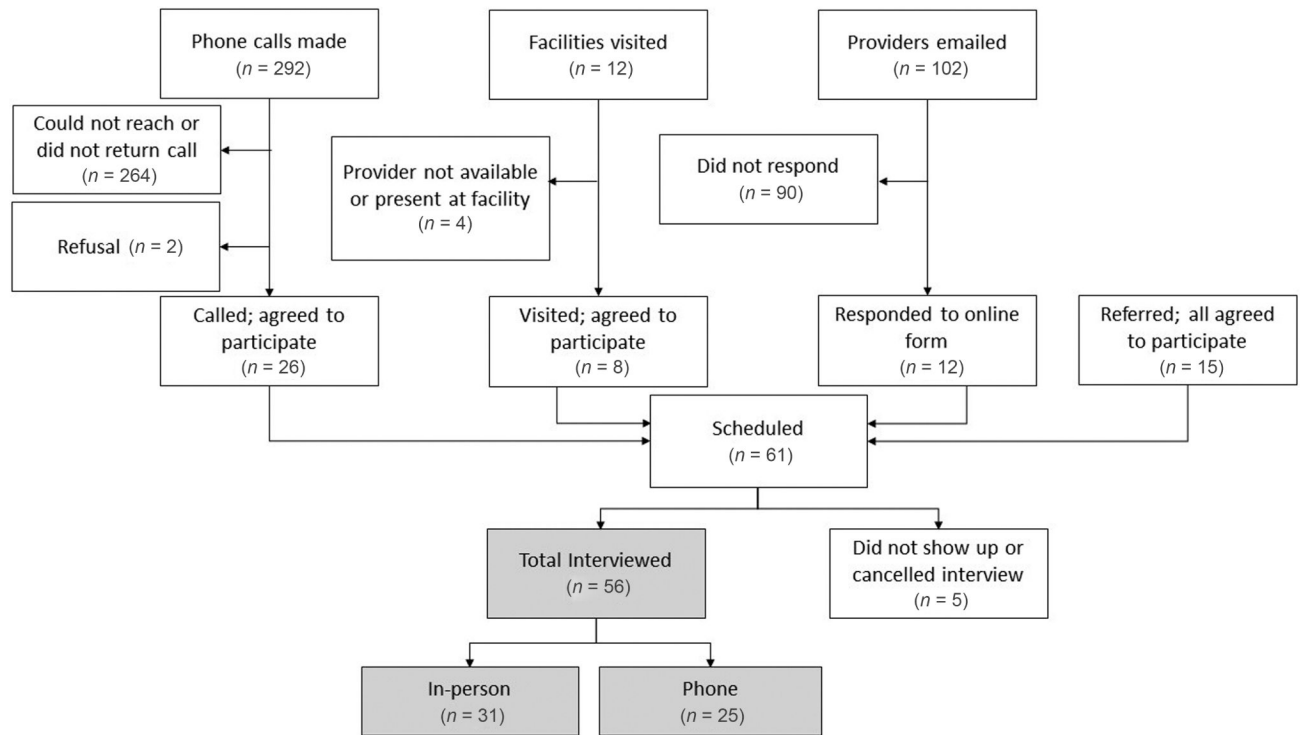 Phone calls made
(n = 292)
Facilities visited
(n = 12)
Providers emailed
(n = 102)
Could not reach or
did not return call
(n = 264)
Provider not available
or present at facility
(n = 4)
Did not respond
(n = 90)
Refusal (n = 2)
Called; agreed to
participate
(n = 26)
Visited; agreed to
participate
(n = 8)
Responded to online
form
(n = 12)
Referred; all agreed
to participate
(n = 15)
Scheduled
(n = 61)
Total Interviewed
(n = 56)
Did not show up or
cancelled interview
(n = 5)
In-person
(n = 31)
Phone
(n = 25)